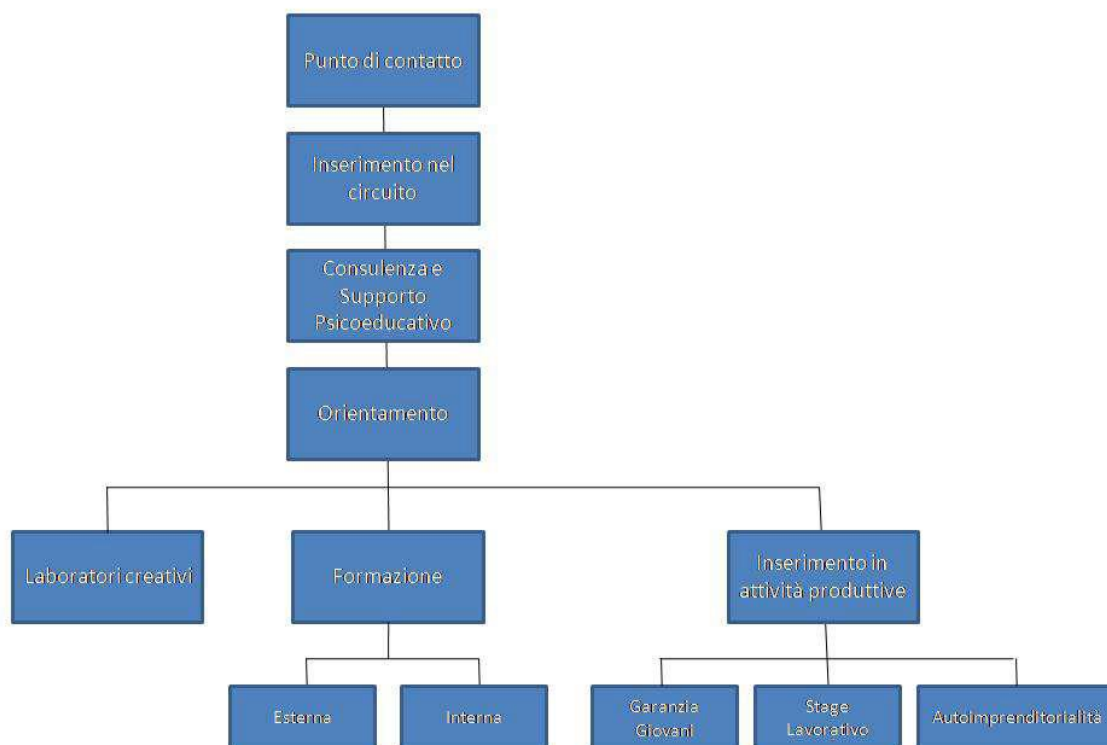 Punto di contatto
Inserimento nel
circuito
Consulenza e
Supporto
Psicoeducativo
Orientamento
Laboratori creativi
Formazione
Inserimento in
attività produttive
Esterna
Interna
Garanzia
Giovani
Stage
Lavorativo
Autoimprenditorialità